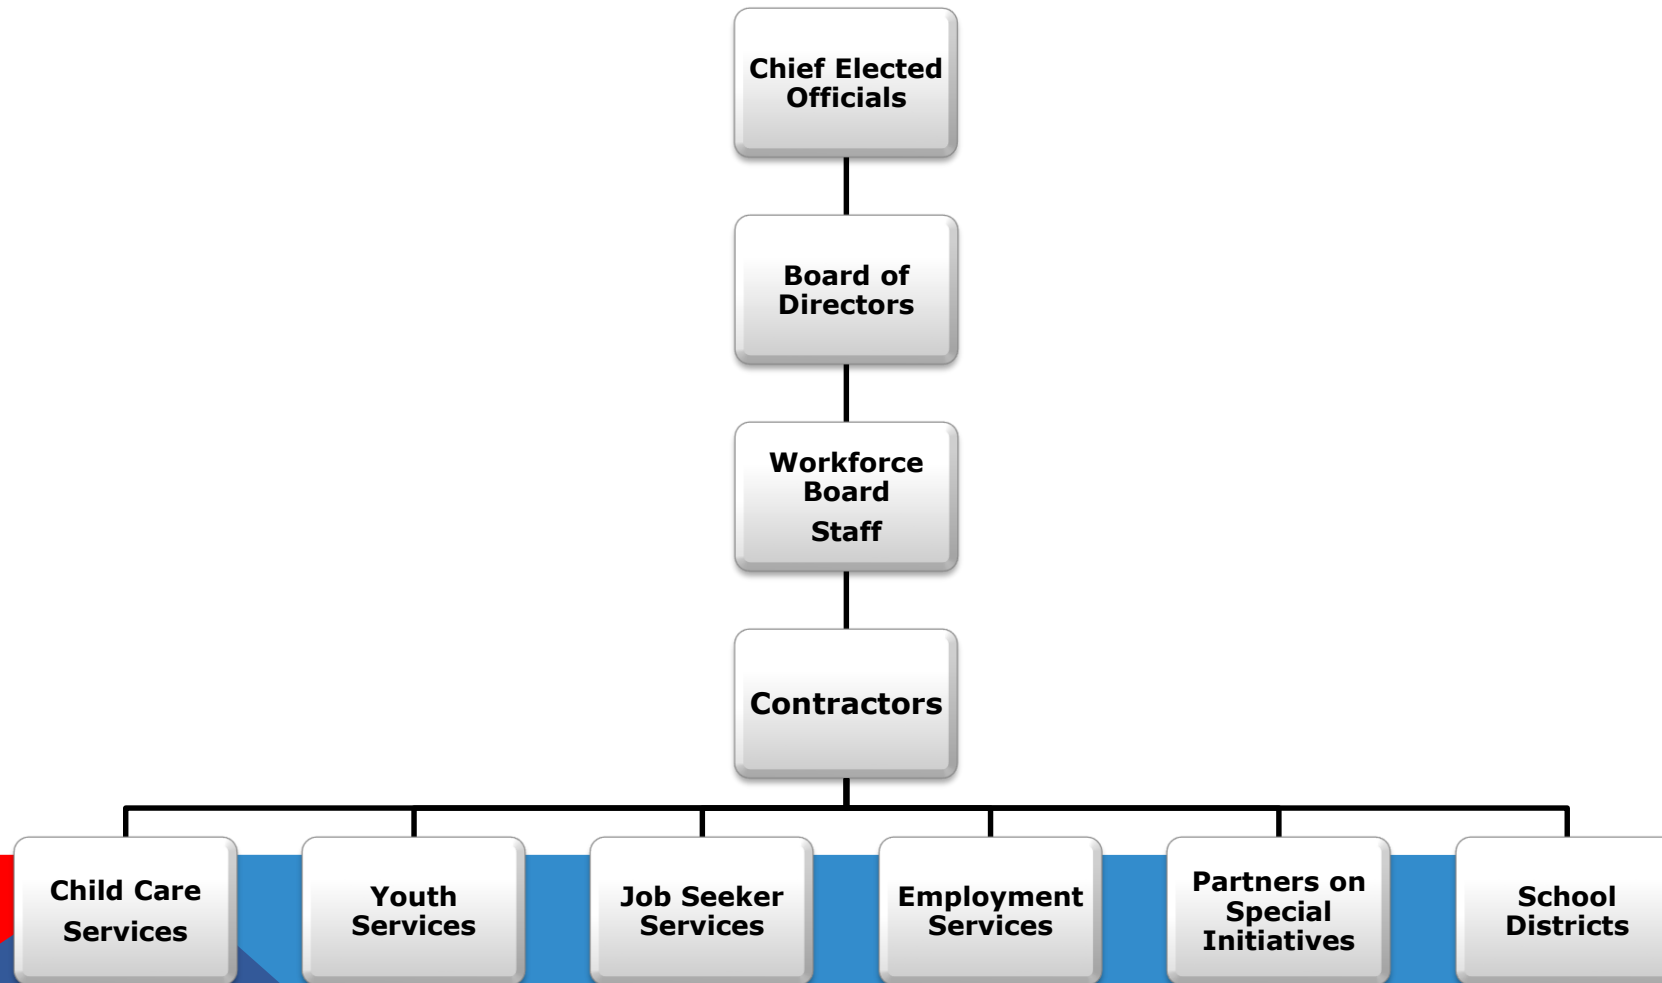 Chief Elected
Officials
Board of
Directors
Workforce
Board
Staff
Contractors
Child Care
Services
Youth
Services
Job Seeker
Services
Employment
Services
Partners on
Special
Initiatives
School
Districts